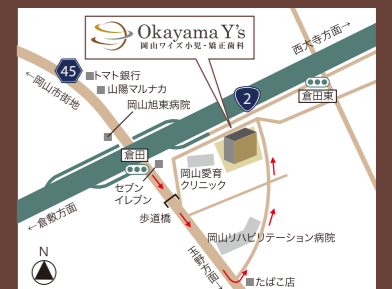 Okayama Y's
岡山ワイズ小児・矯正歯科
西大寺方面→
45
トマト銀行
山陽マルナカ
←岡山市街地
岡山旭東病院
2
倉田東
倉田
セブン
イレブン
岡山愛育
クリニック
←倉敷方面
歩道橋
岡山リハビリテーション病院
N
玉野方面→
たばこ店